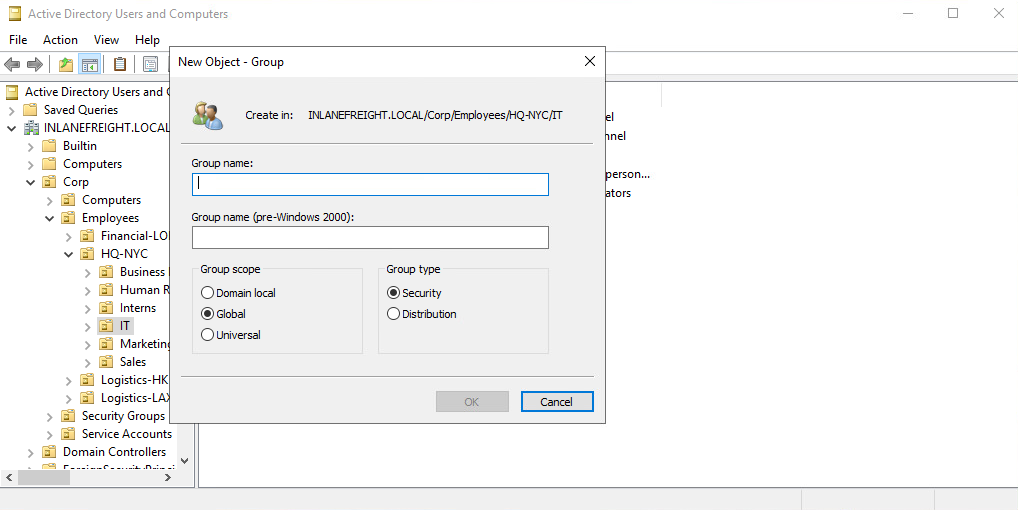 Active Directory Users and Computers
File Action View Help
Active Directory Users and C
Saved Queries
INLANEFREIGHT.LOCAL
Builtin
Computers
Corp
Computers
Employees
Financial-LO
HQ-NYC
Business
Human R
Interns
IT
Marketing
Sales
Logistics-HK
Logistics-LAX
Security Groups
Service Accounts
Domain Controllers
ForeignSecurityPrinci
New Object - Group
Create in: INLANEFREIGHT.LOCAL/Corp/Employees/HQ-NYC/IT
Group name:
Group name (pre-Windows 2000):
Group scope
Domain local
Global
Universal
Group type
Security
Distribution
OK Cancel
el
nnel
person...
ators